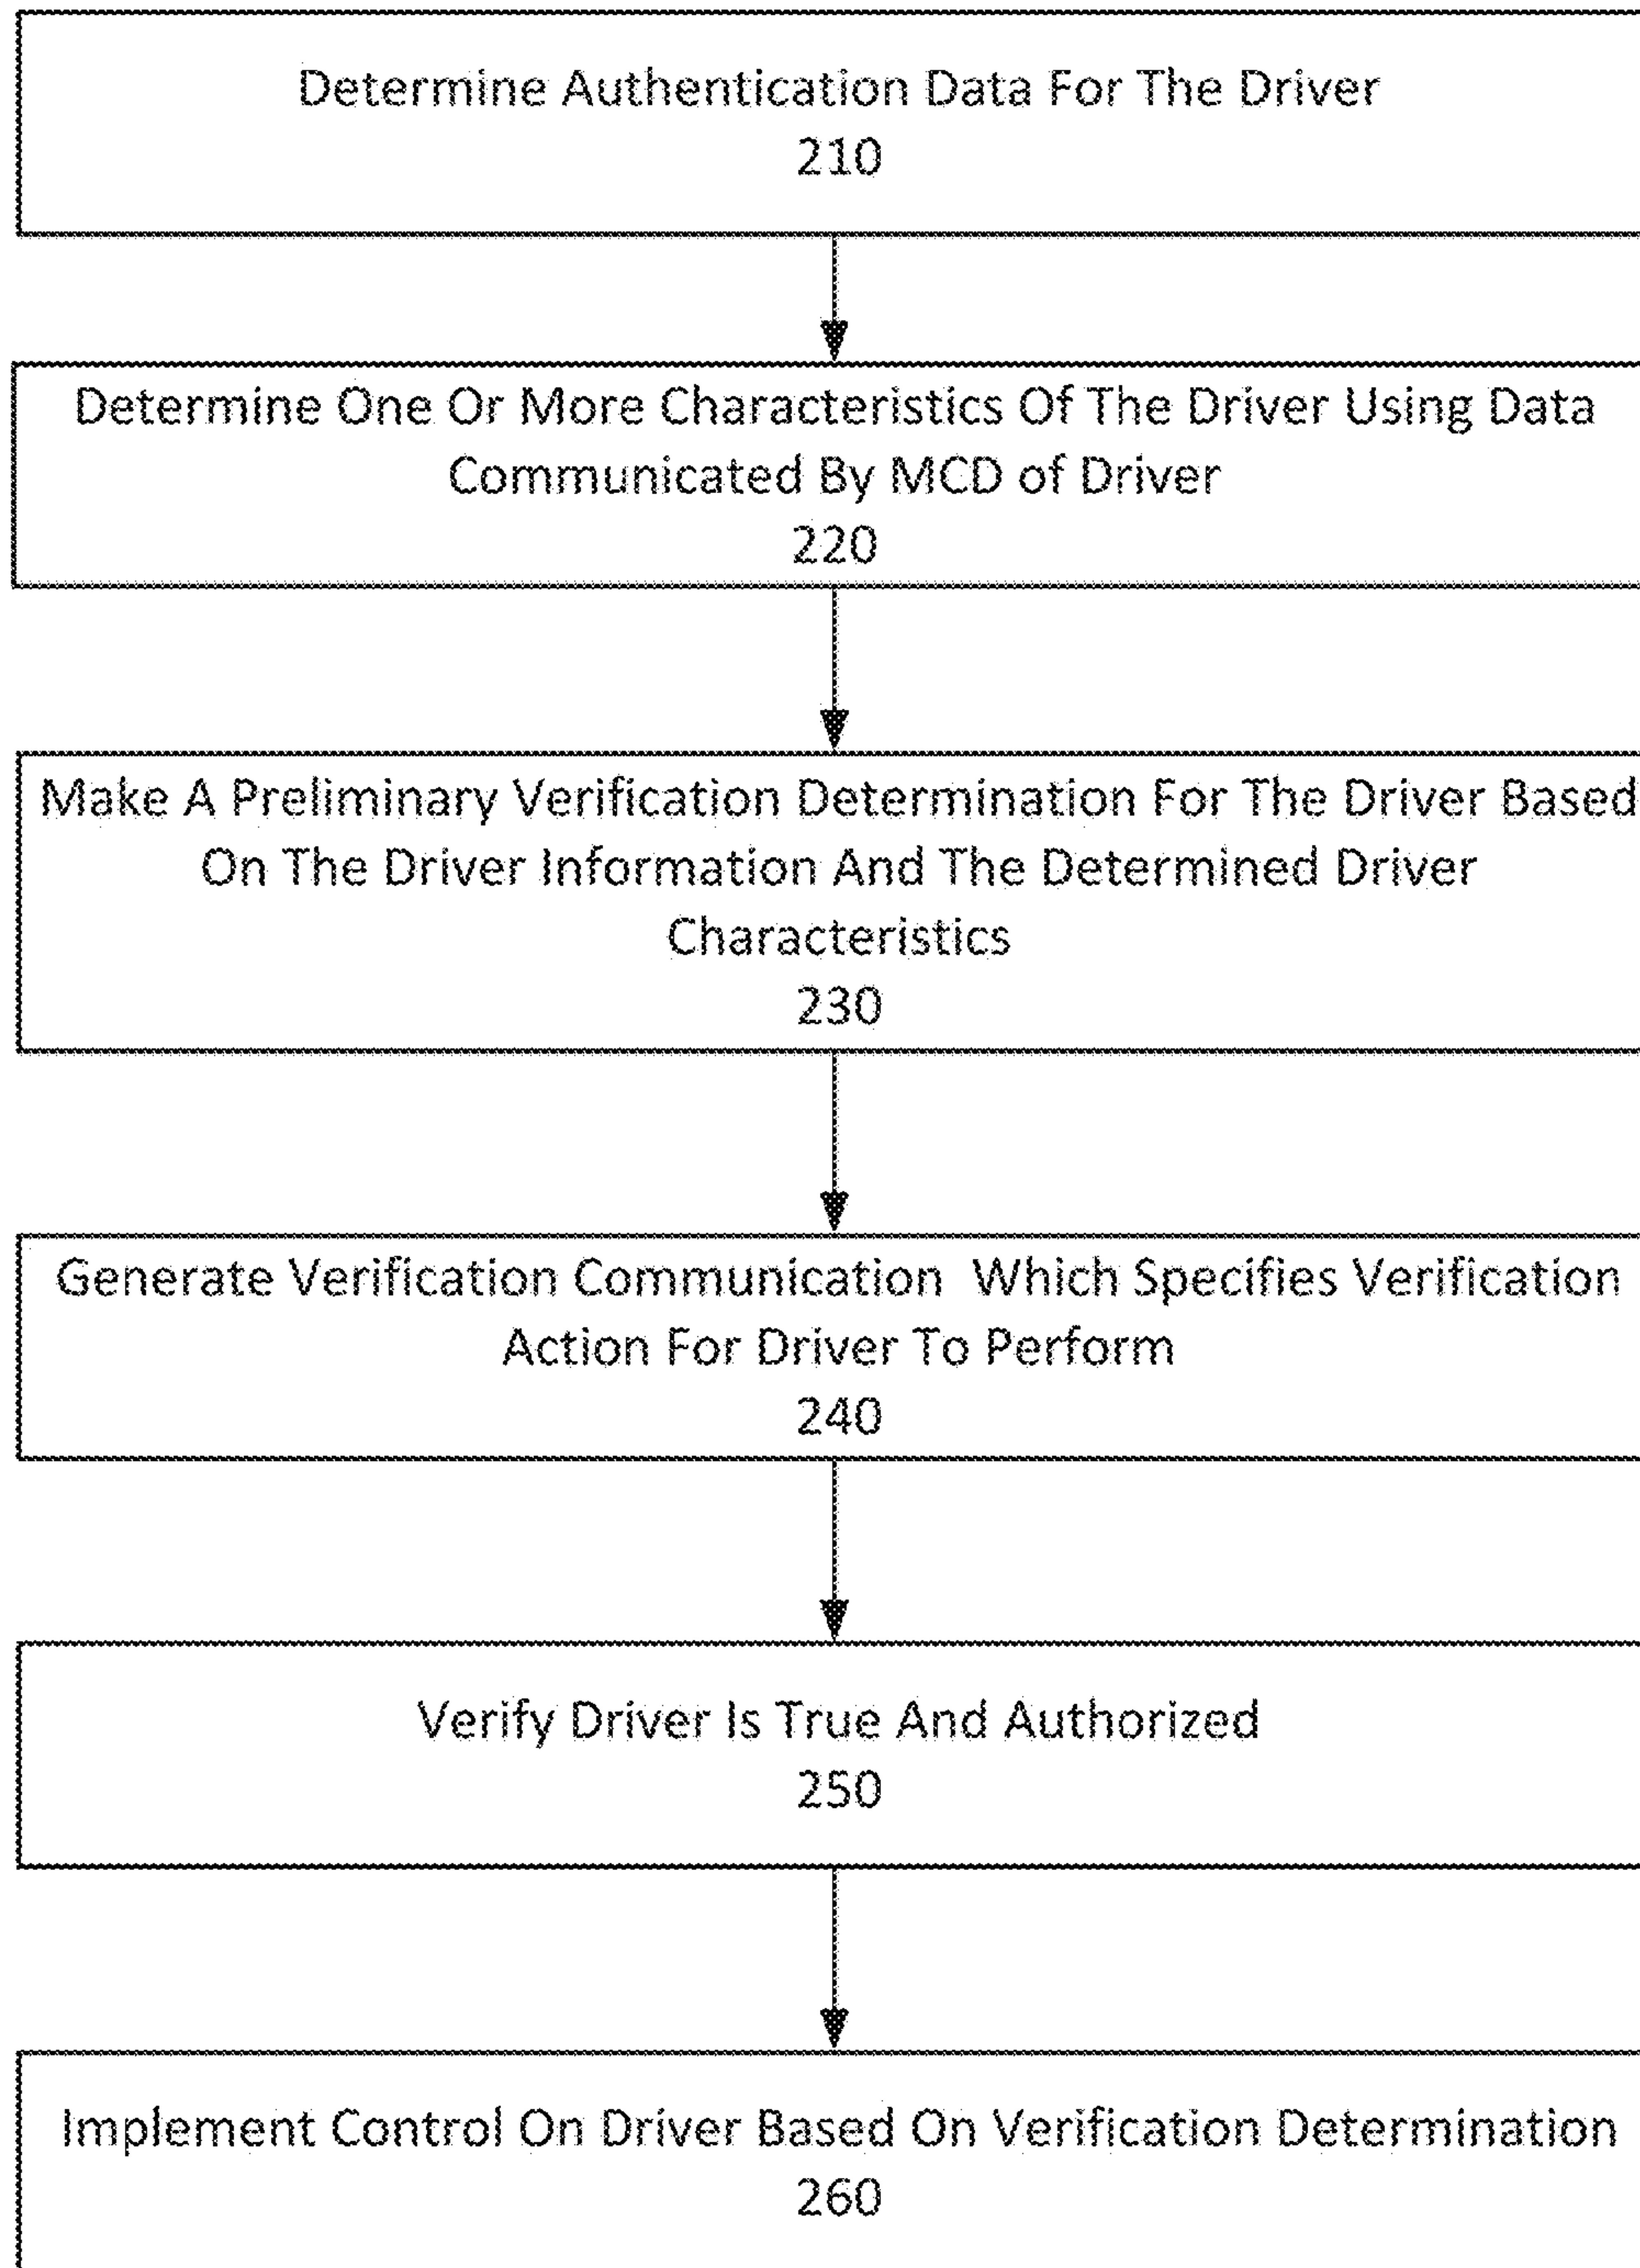 Determine Authentication Data For The Driver
210
Determine One Or More Characteristics Of The Driver Using Data
Communicated By MCD of Driver
220
Make A Preliminary Verification Determination For The Driver Based
On The Driver Information And The Determined Driver
Characteristics
230
Generate Verification Communication  Which Specifies Verification
Action For Driver To Perform
240
Verify Driver Is True And Authorized
250
Implement Control On Driver Based On Verification Determination
260